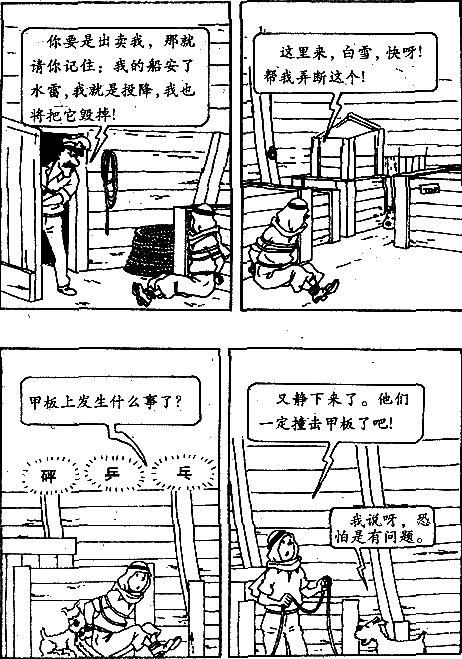 你要是出卖我，那就
请你记住：我的船安了
水雷，我就是投降，我也
将把它毁掉！
这里来，白雪，快呀！
帮我弄断这个！
甲板上发生什么事了？
砰 乒 乓
又静下来了。他们
一定撞击甲板了吧！
我说呀，恐
怕是有问题。